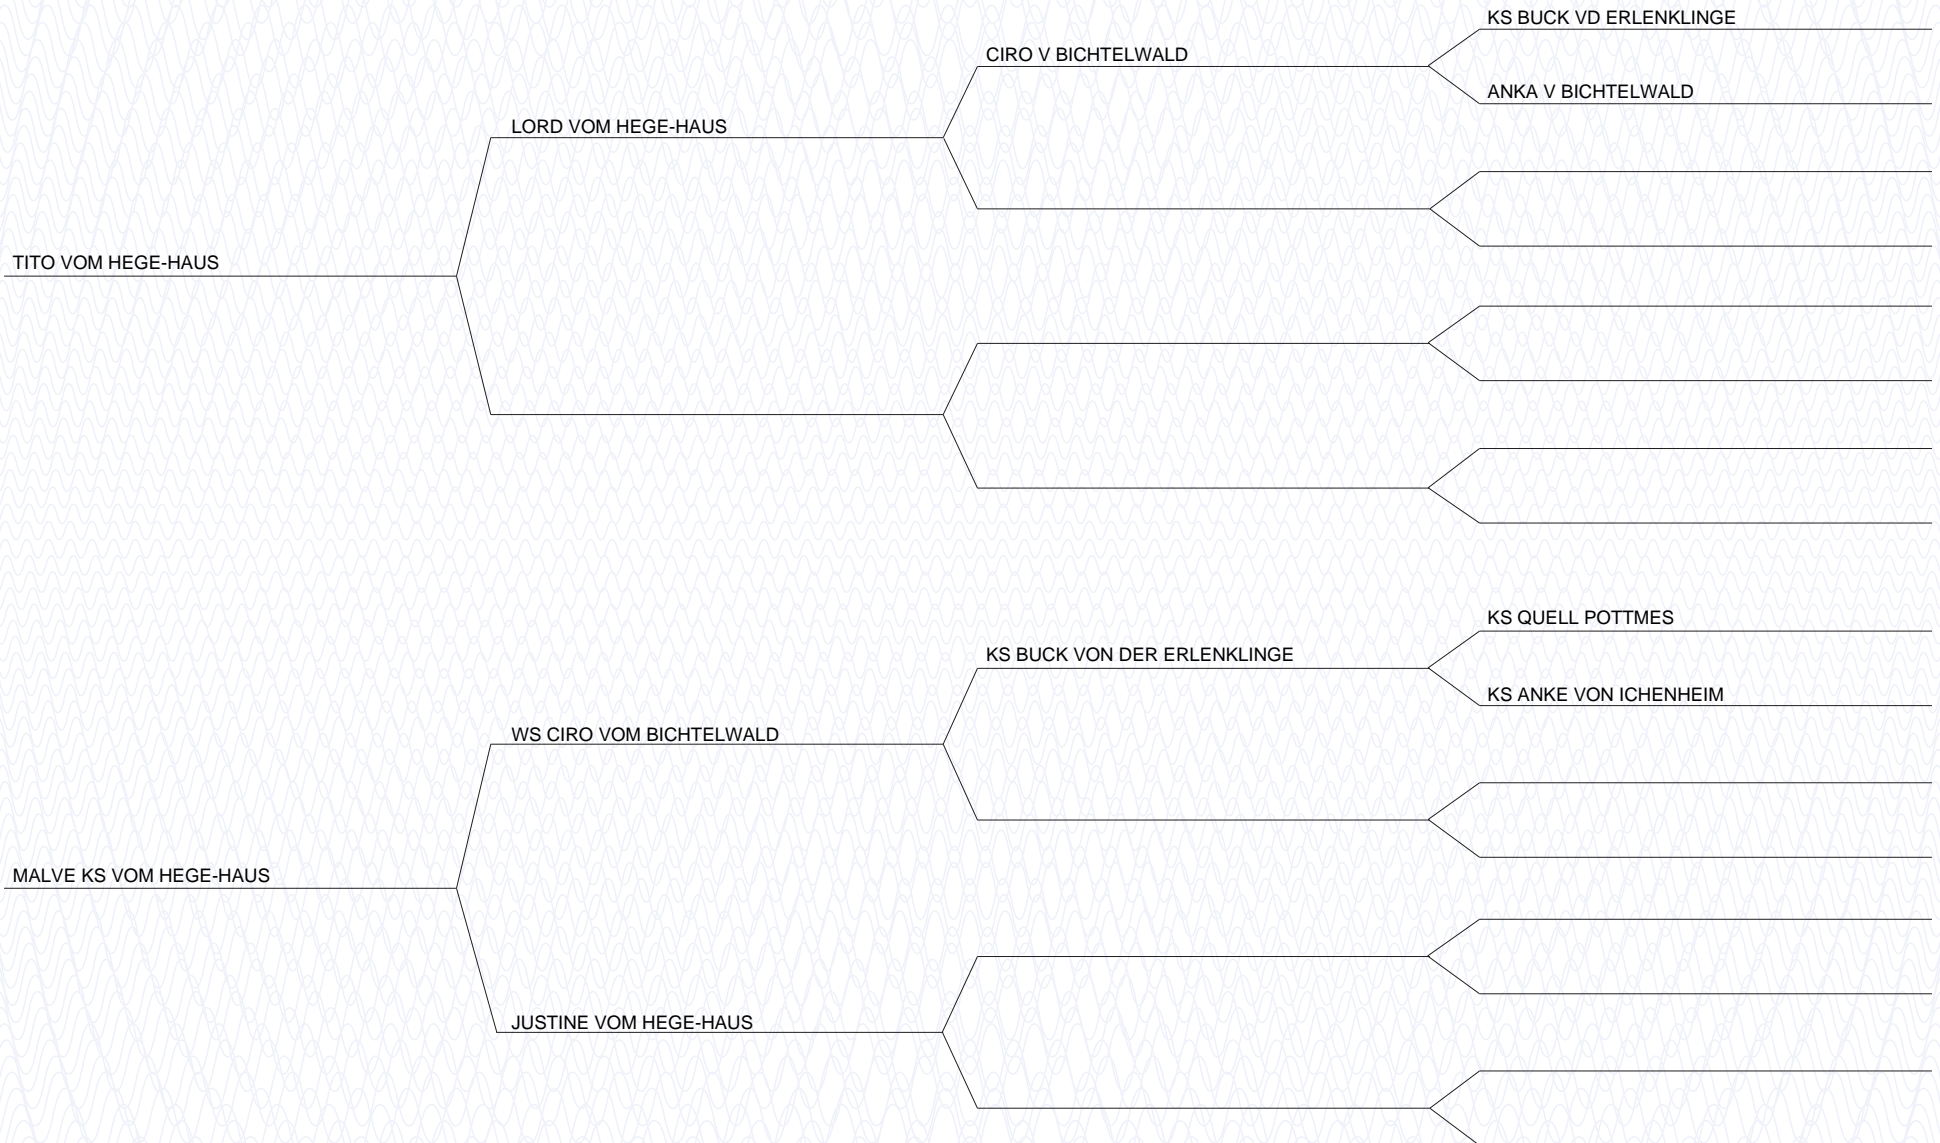 KS BUCK VD ERLENKLINGE
CIRO V BICHTELWALD
ANKA V BICHTELWALD
LORD VOM HEGE-HAUS
TITO VOM HEGE-HAUS
KS QUELL POTTMES
KS BUCK VON DER ERLENKLINGE
KS ANKE VON ICHENHEIM
WS CIRO VOM BICHTELWALD
MALVE KS VOM HEGE-HAUS
JUSTINE VOM HEGE-HAUS